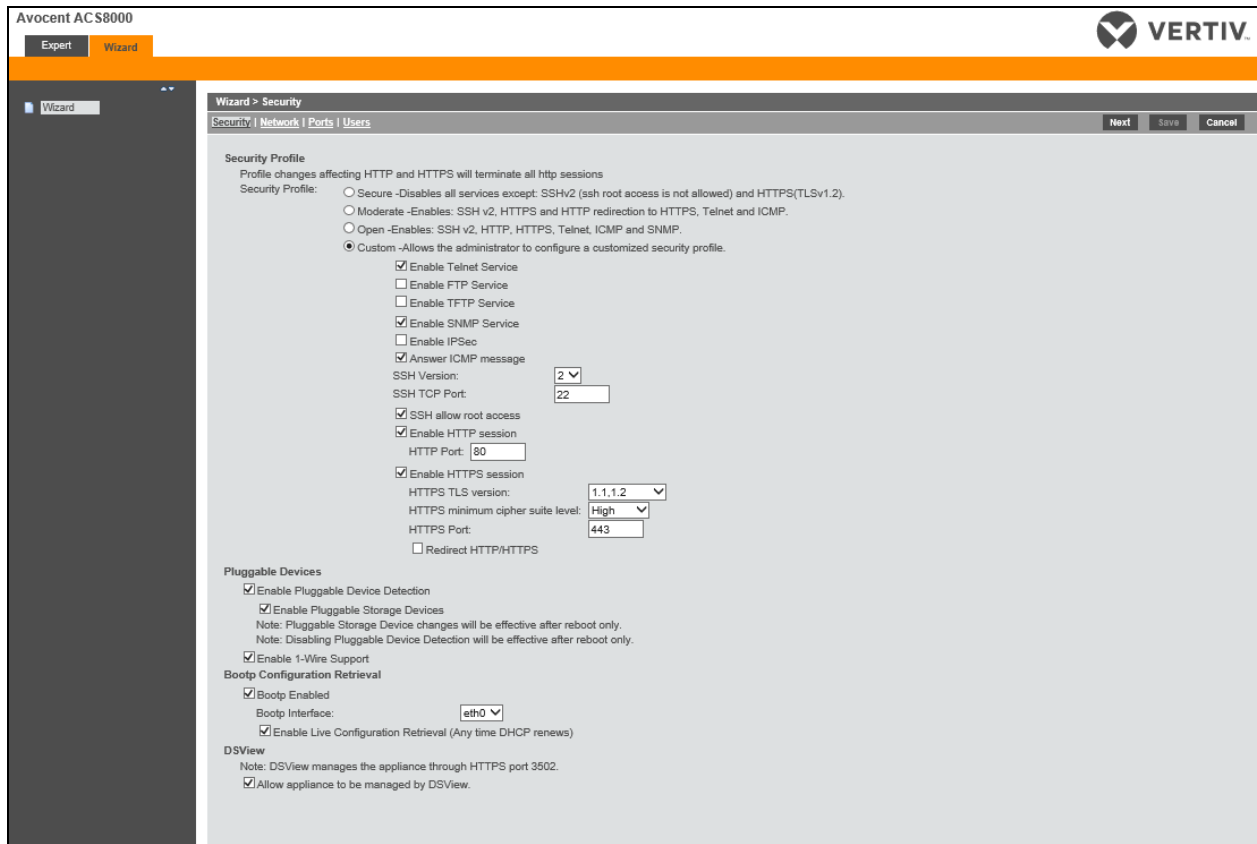 Avocent ACS8000
VERTIV™
Expert Wizard
Wizard
Wizard > Security
Security | Network | Ports | Users
Next Save Cancel
Security Profile
Profile changes affecting HTTP and HTTPS will terminate all http sessions
Security Profile:
Secure -Disables all services except: SSHv2 (ssh root access is not allowed) and HTTPS(TLSv1.2).
Moderate -Enables: SSH v2, HTTPS and HTTP redirection to HTTPS, Telnet and ICMP.
Open -Enables: SSH v2, HTTP, HTTPS, Telnet, ICMP and SNMP.
Custom -Allows the administrator to configure a customized security profile.
Enable Telnet Service
Enable FTP Service
Enable TFTP Service
Enable SNMP Service
Enable IPSec
Answer ICMP message
SSH Version: 2
SSH TCP Port: 22
SSH allow root access
Enable HTTP session
HTTP Port: 80
Enable HTTPS session
HTTPS TLS version: 1.1,1.2
HTTPS minimum cipher suite level: High
HTTPS Port: 443
Redirect HTTP/HTTPS
Pluggable Devices
Enable Pluggable Device Detection
Enable Pluggable Storage Devices
Note: Pluggable Storage Device changes will be effective after reboot only.
Note: Disabling Pluggable Device Detection will be effective after reboot only.
Enable 1-Wire Support
Bootp Configuration Retrieval
Bootp Enabled
Bootp Interface: eth0
Enable Live Configuration Retrieval (Any time DHCP renews)
DSView
Note: DSView manages the appliance through HTTPS port 3502.
Allow appliance to be managed by DSView.